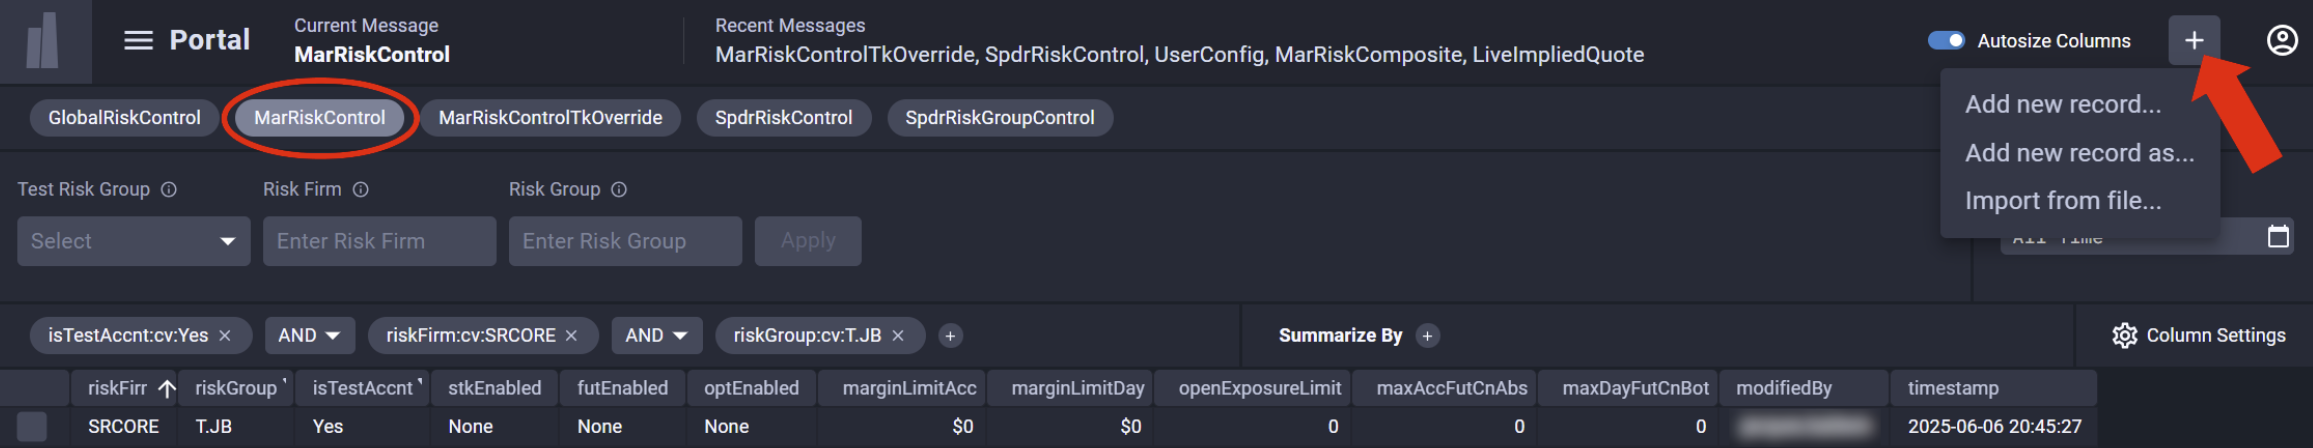 Portal
Current Message
MarRiskControl
Recent Messages
MarRiskControlTkOverride, SpdrRiskControl, UserConfig, MarRiskComposite, LiveImpliedQuote
Autosize Columns
+
Add new record...
Add new record as...
Import from file...
GlobalRiskControl MarRiskControl MarRiskControlTkOverride SpdrRiskControl SpdrRiskGroupControl
Test Risk Group Risk Firm Risk Group
Select Enter Risk Firm Enter Risk Group Apply
All Time
isTestAccnt:cv:Yes × AND riskFirm:cv:SRCORE × AND riskGroup:cv:T.JB × + Summarize By + Column Settings
riskFirr riskGroup isTestAccnt stkEnabled futEnabled optEnabled marginLimitAcc marginLimitDay openExposureLimit maxAccFutCnAbs maxDayFutCnBot modifiedBy timestamp
SRCORE T.JB Yes None None None $0 $0 0 0 0 2025-06-06 20:45:27